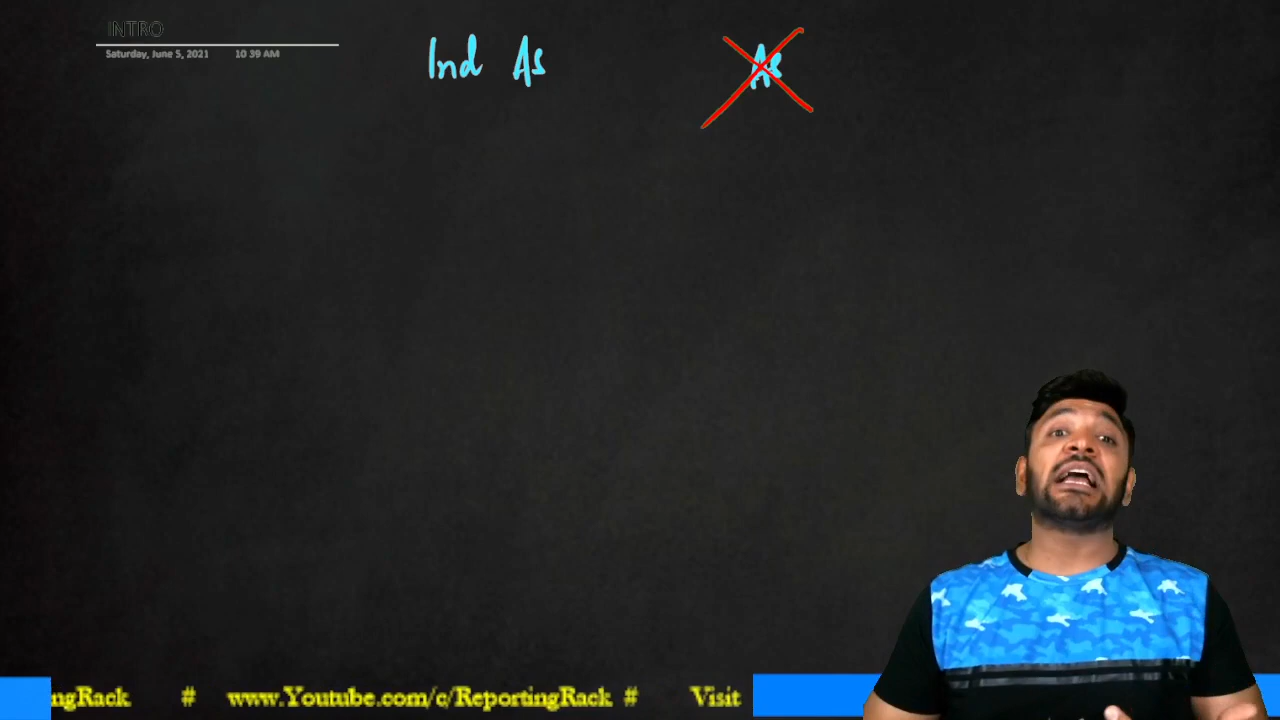 INTRO
Saturday, June 5, 2021 10 39 AM
Ind As As
ngRack # www.Youtube.com/c/ReportingRack # Visit